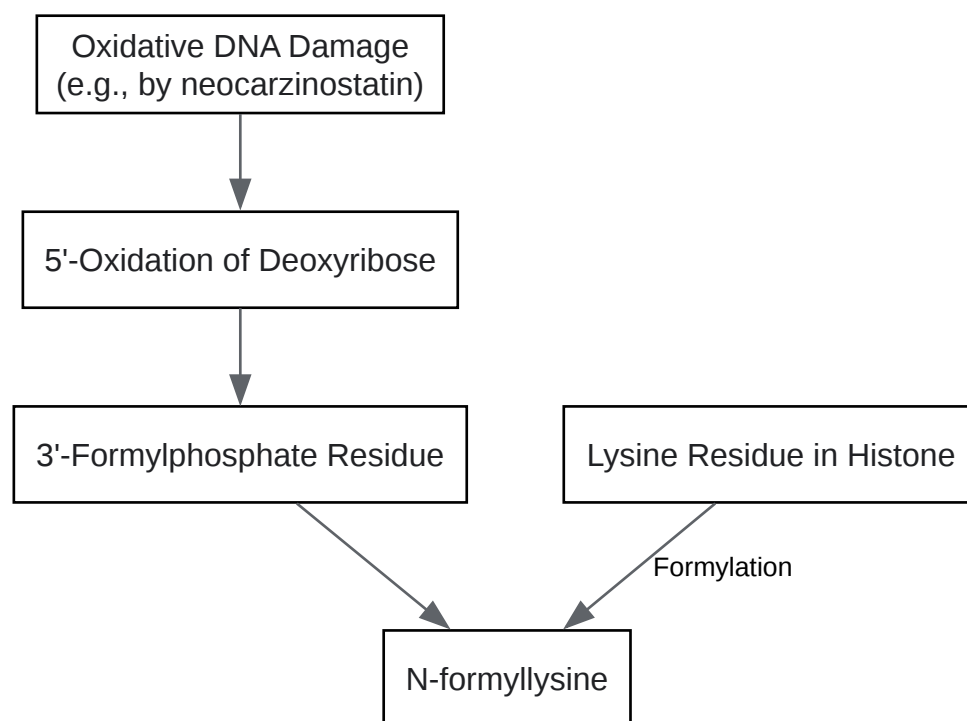 Oxidative DNA Damage
(e.g., by neocarzinostatin)
5'-Oxidation of Deoxyribose
3'-Formylphosphate Residue
Lysine Residue in Histone
Formylation
N-formyllysine